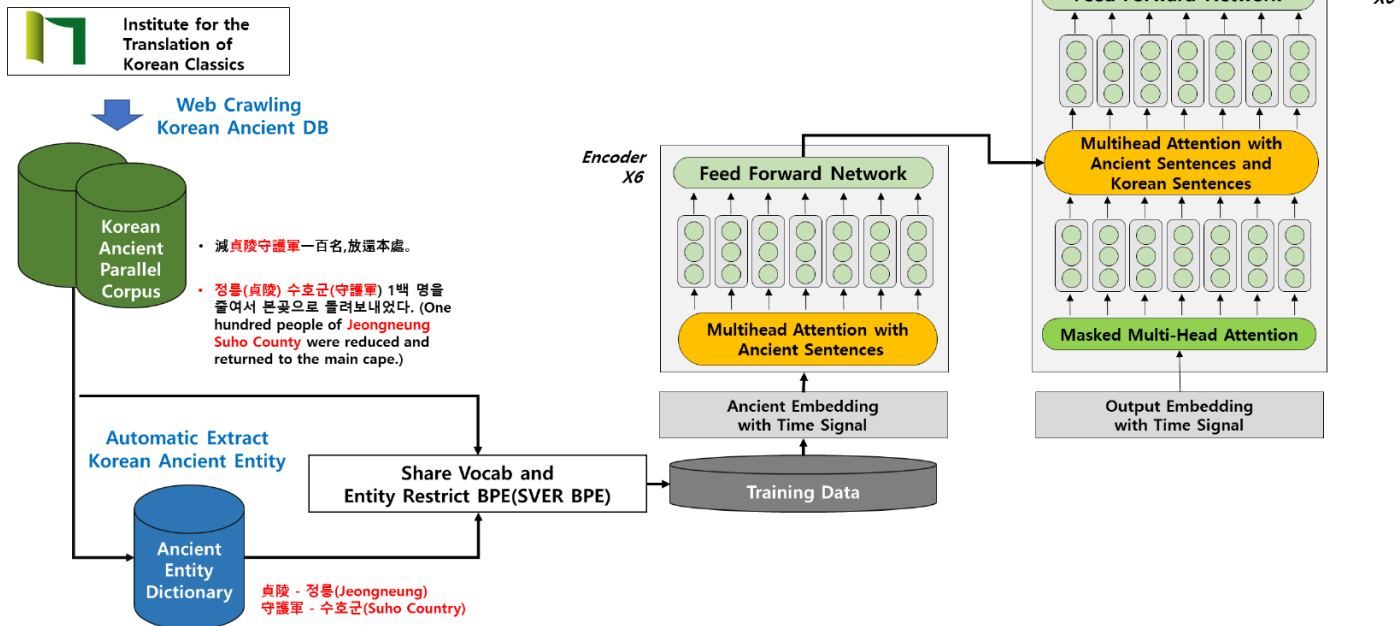 Institute for the
Translation of
Korean Classics
Web Crawling
Korean Ancient DB
Korean
Ancient
Parallel
Corpus
• 減貞陵守護軍一百名,放還本處。
• 정릉(貞陵) 수호군(守護軍) 1백 명을
줄여서 본곶으로 돌려보내었다. (One
hundred people of Jeongneung
Suho County were reduced and
returned to the main cape.)
Automatic Extract
Korean Ancient Entity
Ancient
Entity
Dictionary
貞陵 - 정릉(Jeongneung)
守護軍 - 수호군(Suho Country)
Share Vocab and
Entity Restrict BPE(SVER BPE)
Training Data
Ancient Embedding
with Time Signal
Encoder
X6
Feed Forward Network
Multihead Attention with
Ancient Sentences
Feed Forward Network
Multihead Attention with
Ancient Sentences and
Korean Sentences
Masked Multi-Head Attention
Output Embedding
with Time Signal